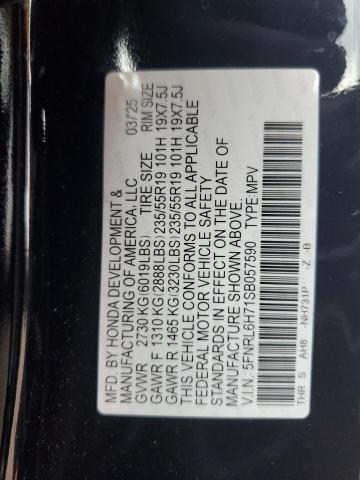 MFD. BY HONDA DEVELOPMENT &
MANUFACTURING OF AMERICA, LLC 03/'25
GVWR 2730 KG(6019LBS) TIRE SIZE RIM SIZE
GAWR F 1310 KG(2888LBS)235/55R19 101H 19X7.5J
GAWR R 1465 KG(3230LBS)235/55R19 101H 19X7.5J
THIS VEHICLE CONFORMS TO ALL APPLICABLE
FEDERAL MOTOR VEHICLE SAFETY
STANDARDS IN EFFECT ON THE DATE OF
MANUFACTURE SHOWN ABOVE.
V.I.N.: 5FNRL6H71SB057590 TYPE:MPV
THR S AH8 -NH731P -Z -B